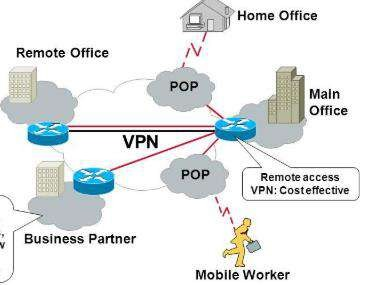 Home Office
Remote Office
POP
Main
Office
VPN
POP
Remote access
VPN: Cost effective
Business Partner
Mobile Worker